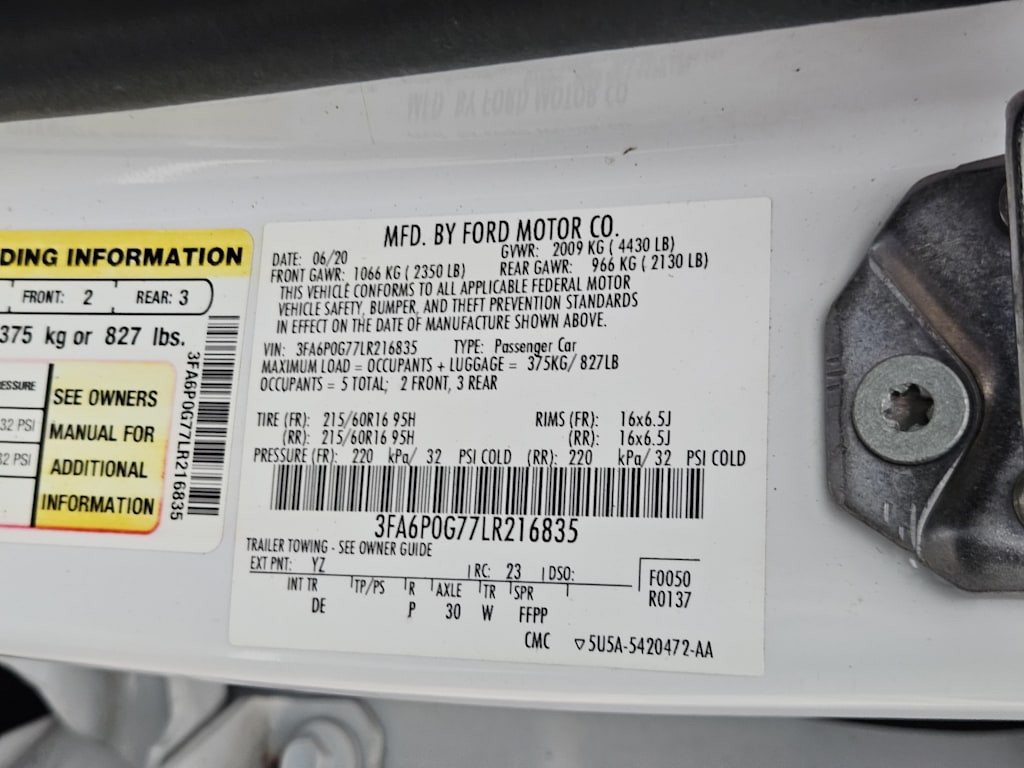 DING INFORMATION
FRONT: 2 REAR: 3
375 kg or 827 lbs.
ESSURE
32 PSI
32 PSI
SEE OWNERS
MANUAL FOR
ADDITIONAL
INFORMATION
3FA6P0G77LR216835
MFD. BY FORD MOTOR CO.
DATE: 06/20 GVWR: 2009 KG ( 4430 LB)
FRONT GAWR: 1066 KG ( 2350 LB) REAR GAWR: 966 KG ( 2130 LB)
THIS VEHICLE CONFORMS TO ALL APPLICABLE FEDERAL MOTOR
VEHICLE SAFETY, BUMPER, AND THEFT PREVENTION STANDARDS
IN EFFECT ON THE DATE OF MANUFACTURE SHOWN ABOVE.
VIN: 3FA6P0G77LR216835 TYPE: Passenger Car
MAXIMUM LOAD = OCCUPANTS + LUGGAGE = 375KG/ 827LB
OCCUPANTS = 5 TOTAL; 2 FRONT, 3 REAR
TIRE (FR): 215/60R16 95H RIMS (FR): 16x6.5J
(RR): 215/60R16 95H (RR): 16x6.5J
PRESSURE (FR): 220 kPa/ 32 PSI COLD (RR): 220 kPa/ 32 PSI COLD
3FA6P0G77LR216835
TRAILER TOWING - SEE OWNER GUIDE
EXT PNT: YZ RC: 23 DSO:
INT TR TP/PS R AXLE TR SPR
DE P 30 W FFPP
F0050
R0137
CMC ▽5U5A-5420472-AA